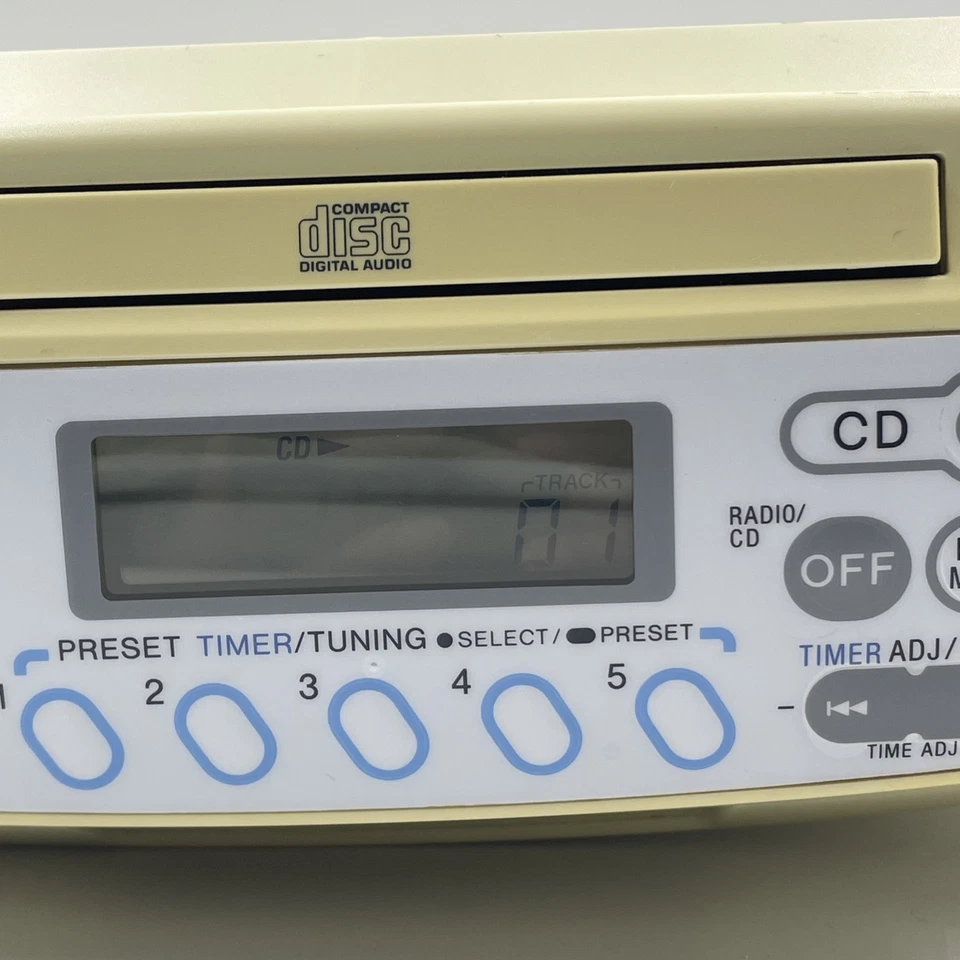 COMPACT
disc
DIGITAL AUDIO
CD
TRACK
01
CD
RADIO/
CD
OFF
PRESET TIMER/TUNING ●SELECT/ PRESET
TIMER ADJ/
1 2 3 4 5
−
TIME ADJ